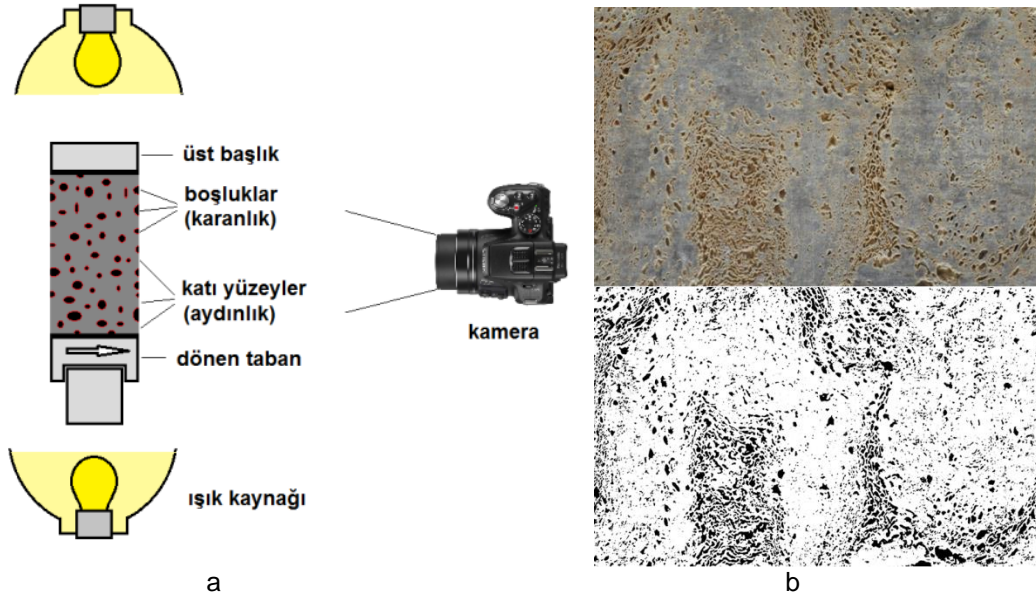 üst başlık
boşluklar
(karanlık)
katı yüzeyler
(aydınlık)
dönen taban
kamera
ışık kaynağı
a
b